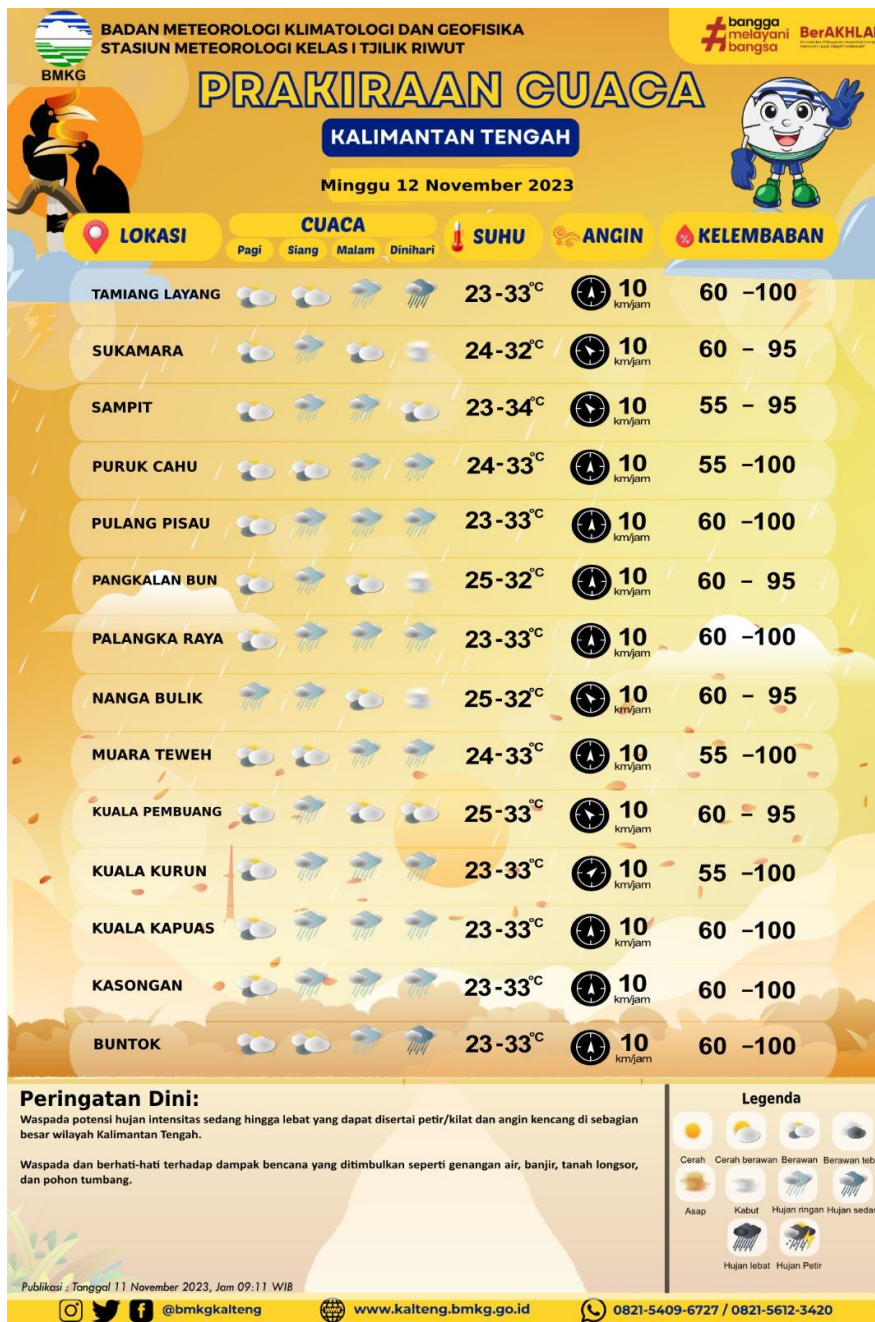 BADAN METEOROLOGI KLIMATOLOGI DAN GEOFISIKA
STASIUN METEOROLOGI KELAS I TJILIK RIWUT
BMKG
#bangga melayani bangsa
BerAKHLAK
PRAKIRAAN CUACA
KALIMANTAN TENGAH
Minggu 12 November 2023
LOKASI CUACA SUHU ANGIN % KELEMBABAN
Pagi Siang Malam Dinihari
TAMIANG LAYANG 23-33°C 10 km/jam 60 -100
SUKAMARA 24-32°C 10 km/jam 60 - 95
SAMPIT 23-34°C 10 km/jam 55 - 95
PURUK CAHU 24-33°C 10 km/jam 55 -100
PULANG PISAU 23-33°C 10 km/jam 60 -100
PANGKALAN BUN 25-32°C 10 km/jam 60 - 95
PALANGKA RAYA 23-33°C 10 km/jam 60 -100
NANGA BULIK 25-32°C 10 km/jam 60 - 95
MUARA TEWEH 24-33°C 10 km/jam 55 -100
KUALA PEMBUANG 25-33°C 10 km/jam 60 - 95
KUALA KURUN 23-33°C 10 km/jam 55 -100
KUALA KAPUAS 23-33°C 10 km/jam 60 -100
KASONGAN 23-33°C 10 km/jam 60 -100
BUNTOK 23-33°C 10 km/jam 60 -100
Peringatan Dini:
Waspada potensi hujan intensitas sedang hingga lebat yang dapat disertai petir/kilat dan angin kencang di sebagian
besar wilayah Kalimantan Tengah.
Waspada dan berhati-hati terhadap dampak bencana yang ditimbulkan seperti genangan air, banjir, tanah longsor,
dan pohon tumbang.
Publikasi : Tanggal 11 November 2023, Jam 09:11 WIB
Legenda
Cerah Cerah berawan Berawan Berawan teb
Asap Kabut Hujan ringan Hujan seda
Hujan lebat Hujan Petir
@bmkgkalteng www.kalteng.bmkg.go.id 0821-5409-6727 / 0821-5612-3420